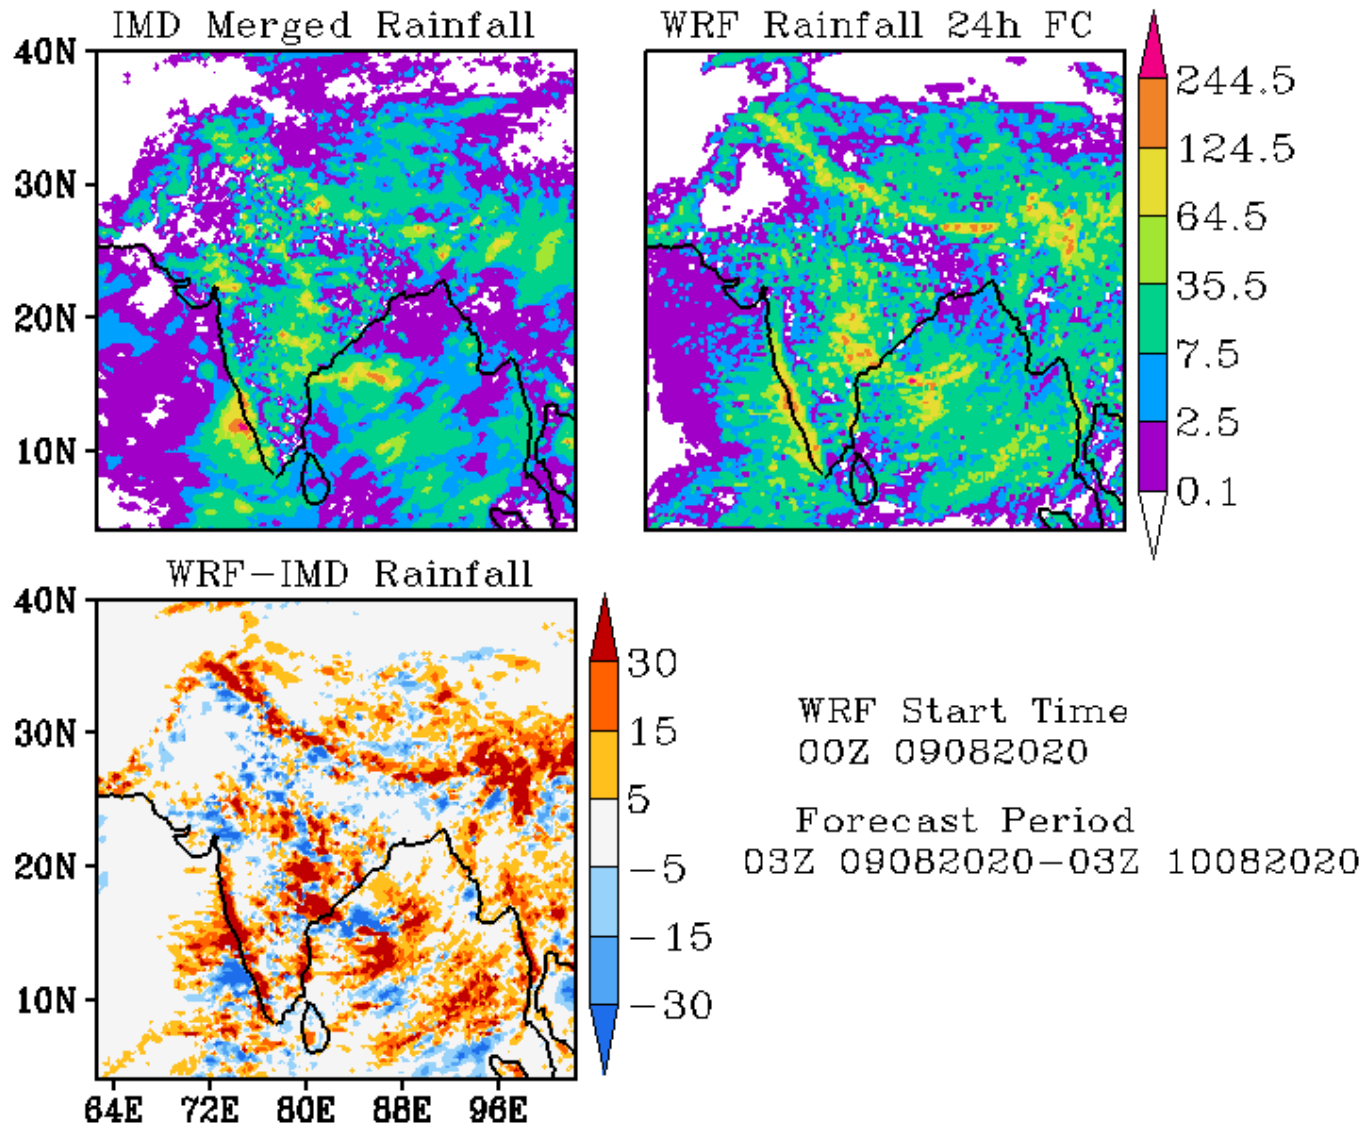 IMD Merged Rainfall
WRF Rainfall 24h FC
40N
30N
20N
10N
244.5
124.5
64.5
35.5
7.5
2.5
0.1
WRF-IMD Rainfall
40N
30N
20N
10N
64E 72E 80E 88E 96E
30
15
5
-5
-15
-30
WRF Start Time
00Z 09082020
Forecast Period
03Z 09082020-03Z 10082020